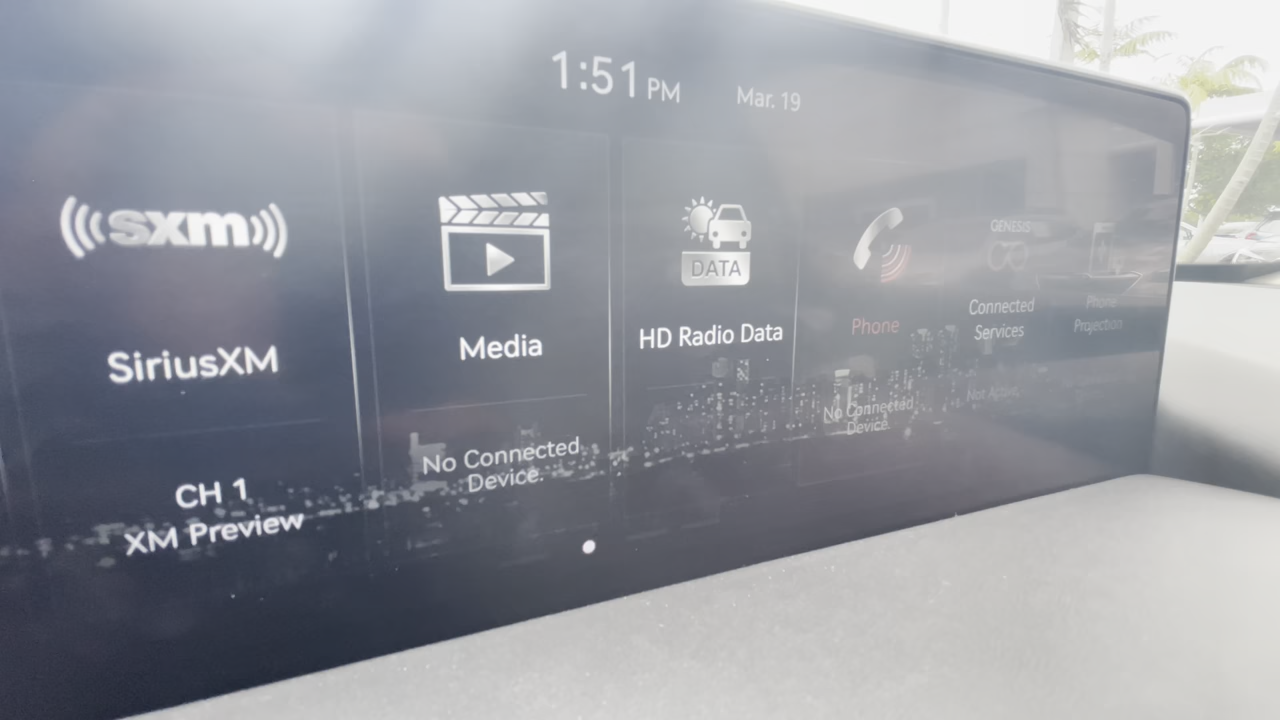 1:51 PM Mar. 19
sxm
SiriusXM
CH 1
XM Preview
Media
No Connected
Device.
DATA
HD Radio Data
Phone
No Connected
Device.
GENESIS
Connected
Services
Not Active.
Phone
Projection